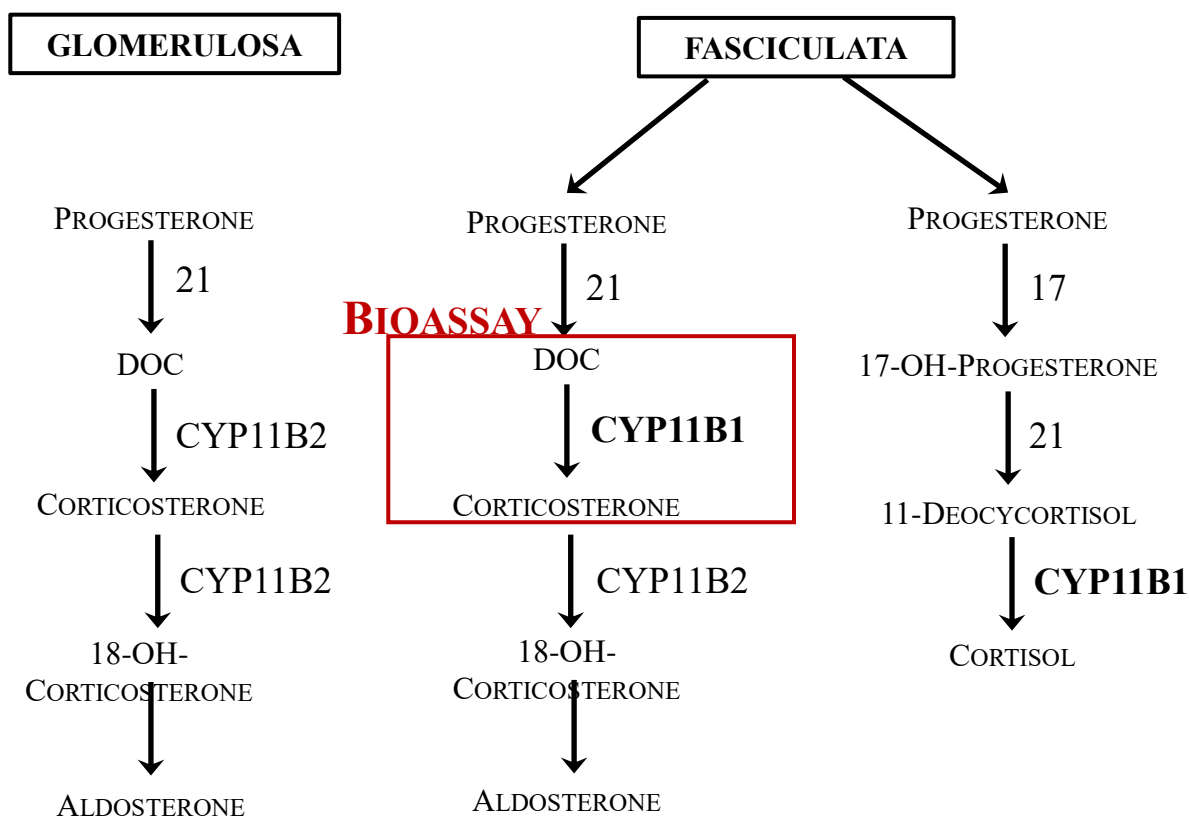 GLOMERULOSA
PROGESTERONE
21
DOC
CYP11B2
CORTICOSTERONE
CYP11B2
18-OH-
CORTICOSTERONE
ALDOSTERONE
FASCICULATA
PROGESTERONE
21
BIOASSAY
DOC
CYP11B1
CORTICOSTERONE
CYP11B2
18-OH-
CORTICOSTERONE
ALDOSTERONE
PROGESTERONE
17
17-OH-PROGESTERONE
21
11-DEOCYCORTISOL
CYP11B1
CORTISOL